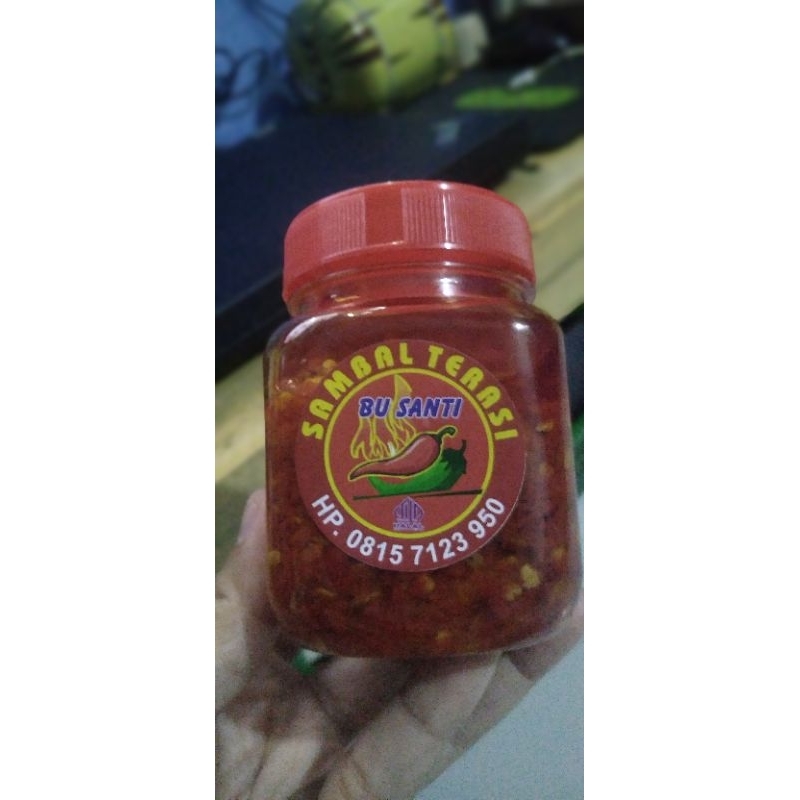 SAMBAL TERASI
BU SANTI
HP. 0815 7123 950